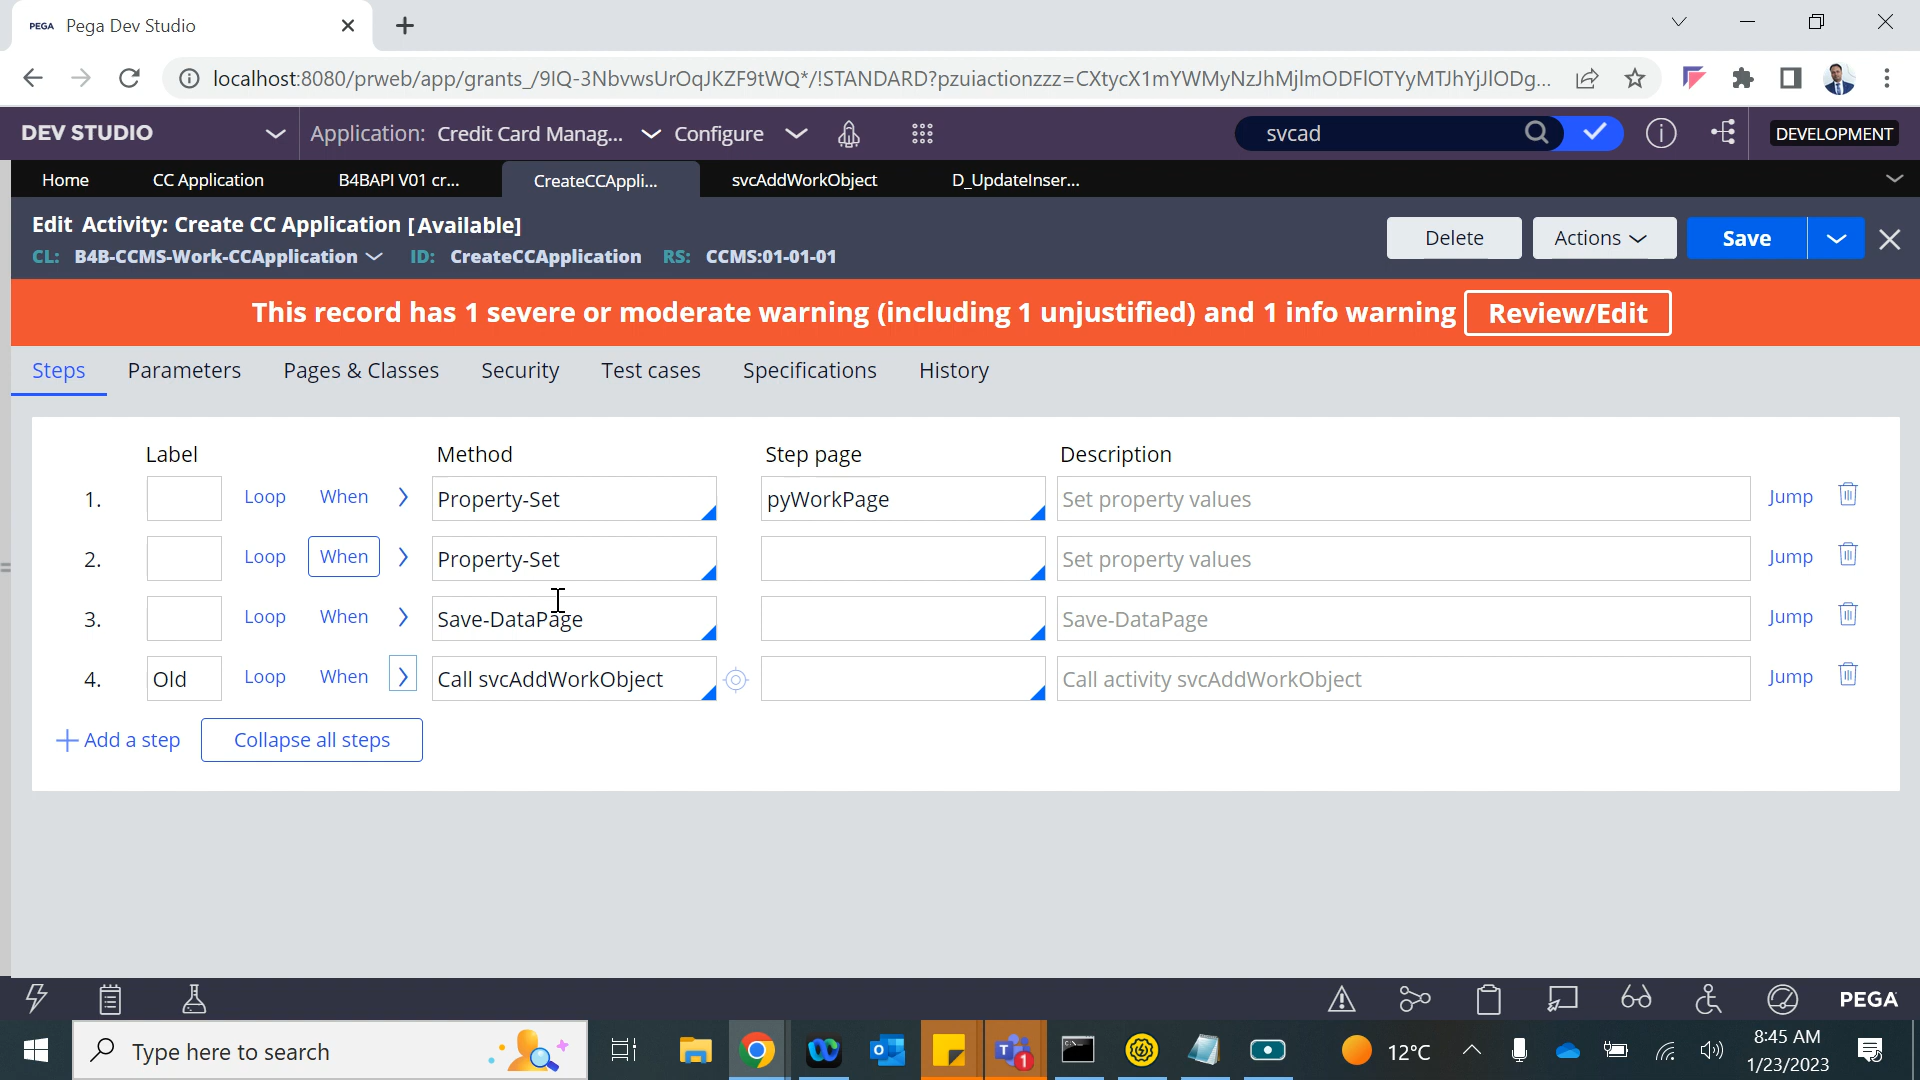 PEGA Pega Dev Studio
localhost:8080/prweb/app/grants_/9IQ-3NbvwsUrOqJKZF9tWQ*/!STANDARD?pzuiactionzzz=CXtycX1mYWMyNzJhMjlmODFlOTYyMTJhYjJlODg...
DEV STUDIO Application: Credit Card Manag... Configure svcad DEVELOPMENT
Home CC Application B4BAPI V01 cr... CreateCCAppli... svcAddWorkObject D_UpdateInser...
Edit Activity: Create CC Application [Available] Delete Actions Save
CL: B4B-CCMS-Work-CCApplication ID: CreateCCApplication RS: CCMS:01-01-01
This record has 1 severe or moderate warning (including 1 unjustified) and 1 info warning Review/Edit
Steps Parameters Pages & Classes Security Test cases Specifications History
Label Method Step page Description
1. Loop When Property-Set pyWorkPage Set property values Jump
2. Loop When Property-Set Set property values Jump
3. Loop When Save-DataPage Save-DataPage Jump
4. Old Loop When Call svcAddWorkObject Call activity svcAddWorkObject Jump
Add a step Collapse all steps
PEGA
Type here to search 1 12°C 8:45 AM
1/23/2023